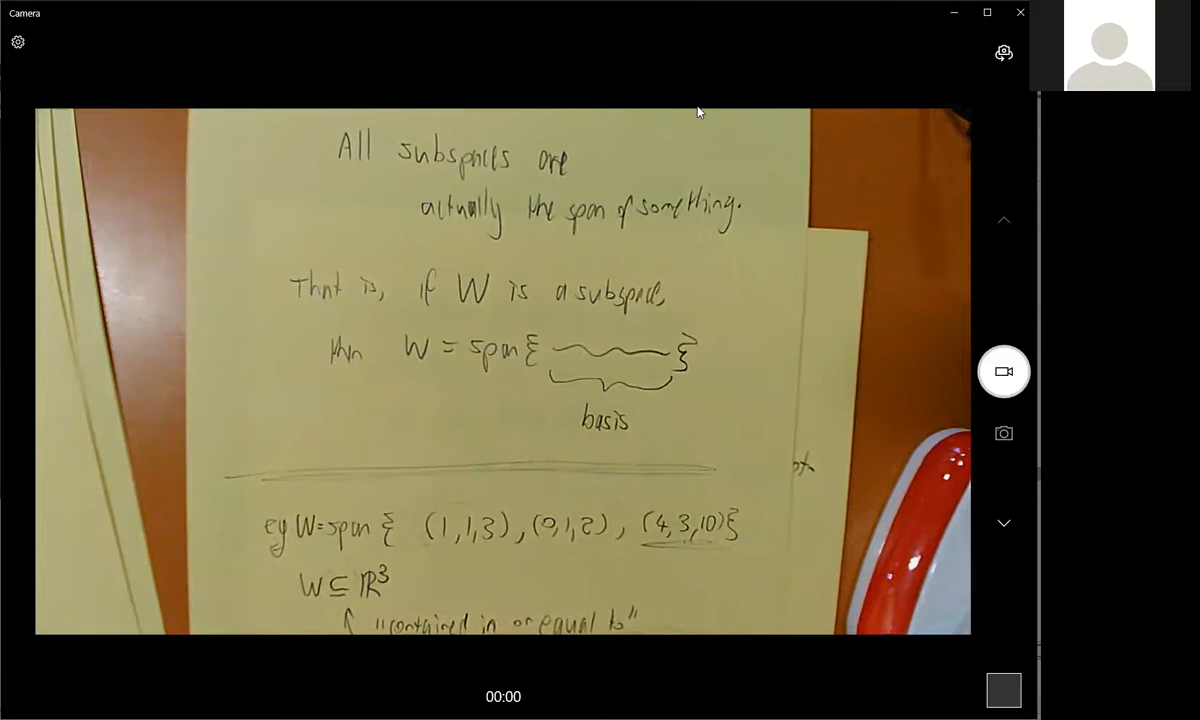 Camera
All subspaces are
actually the span of something.
That is, if W is a subspace,
then W = span{ }
basis
eg W=span { (1,1,3), (0,1,2), (4,3,10)}
W ⊆ ℝ³
↑ "contained in or equal to"
00:00